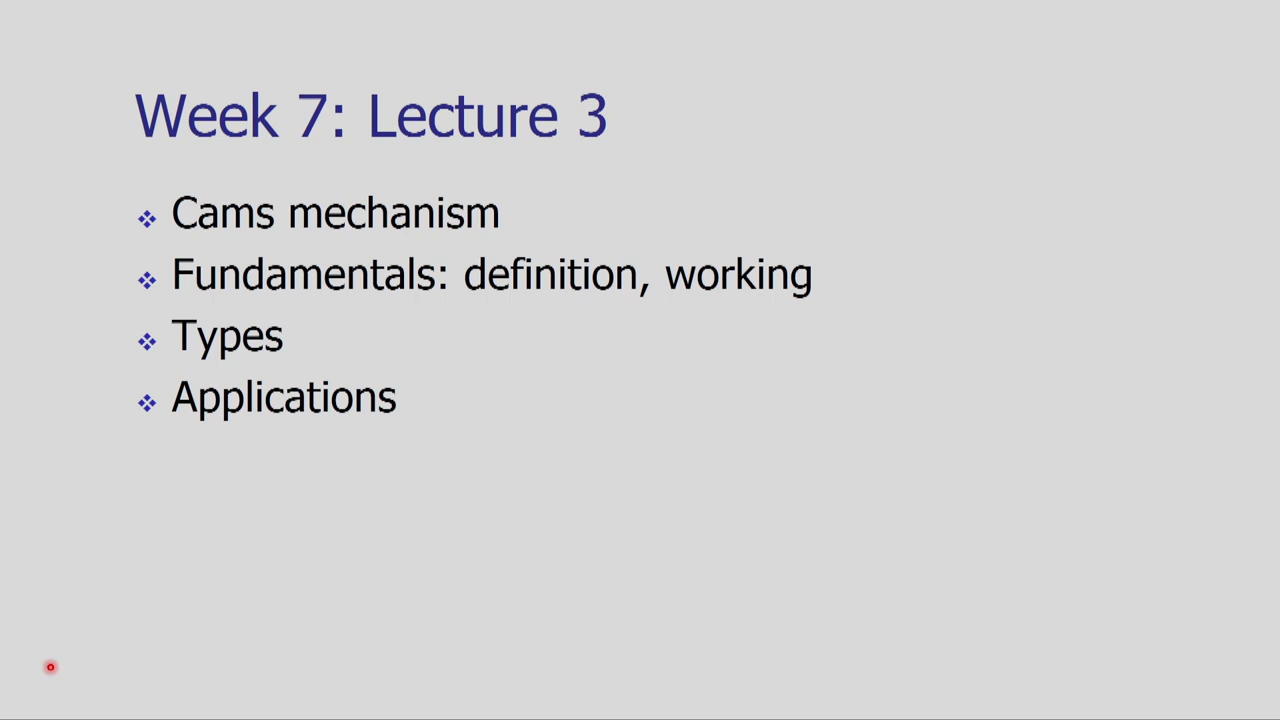 Week 7: Lecture 3
Cams mechanism
Fundamentals: definition, working
Types
Applications